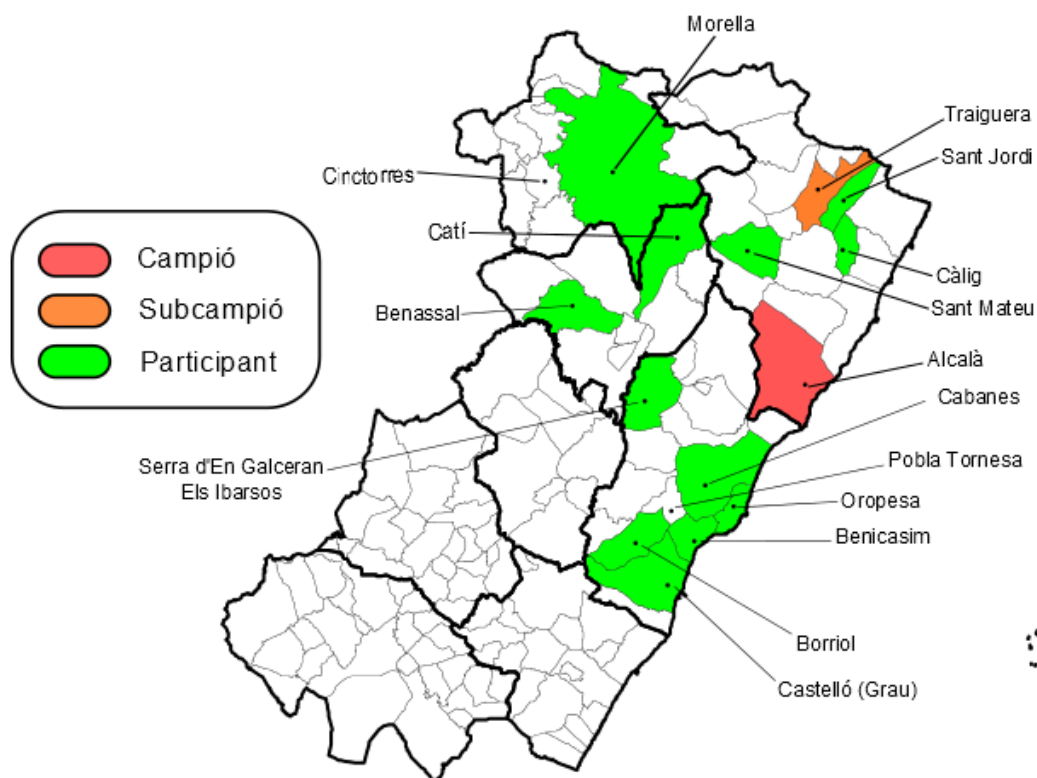 Morella
Traiguera
Sant Jordi
Cinctorres
Catí
Càlig
Sant Mateu
Benassal
Alcalà
Cabanes
Serra d'En Galceran
Els Ibarsos
Pobla Tornesa
Oropesa
Benicasim
Borriol
Castelló (Grau)
Campió
Subcampió
Participant